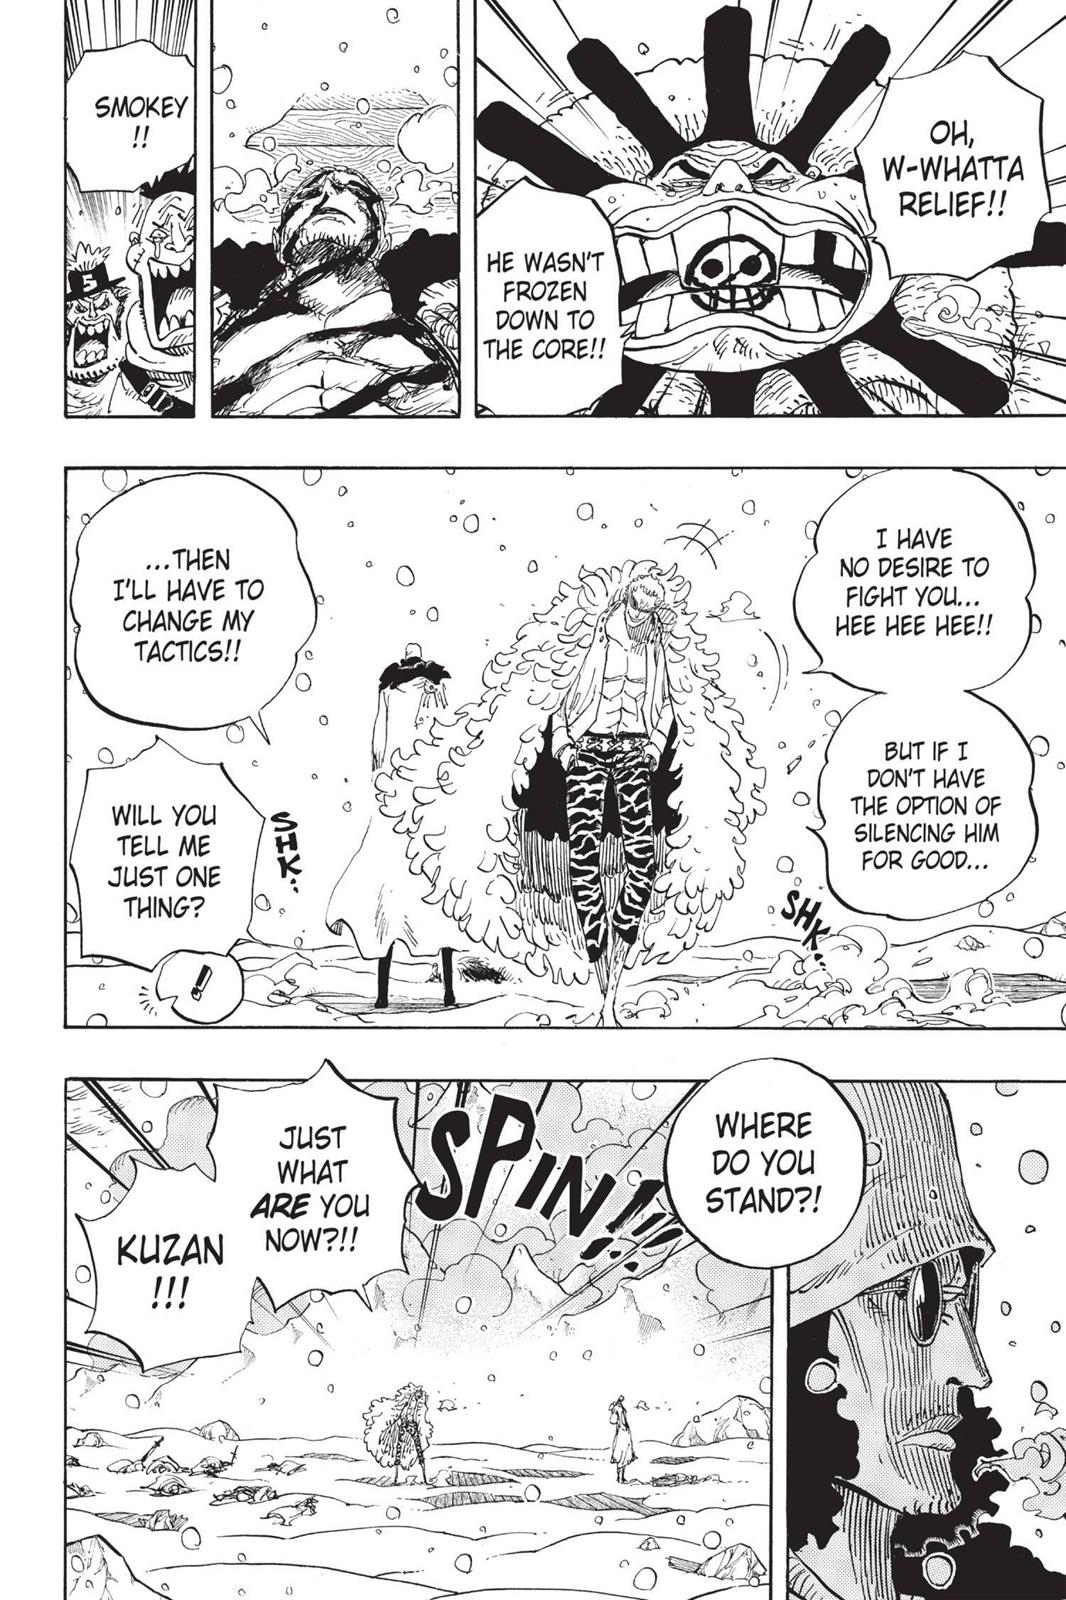 OH,
W-WHATTA
RELIEF!!
HE WASN'T
FROZEN
DOWN TO
THE CORE!!
SMOKEY
!!
5
I HAVE
NO DESIRE TO
FIGHT YOU...
HEE HEE HEE!!
BUT IF I
DON'T HAVE
THE OPTION OF
SILENCING HIM
FOR GOOD...
SHK...
...THEN
I'LL HAVE TO
CHANGE MY
TACTICS!!
SHK...
WILL YOU
TELL ME
JUST ONE
THING?
!
WHERE
DO YOU
STAND?!
SPIN!!!
JUST
WHAT
ARE YOU
NOW?!!
KUZAN
!!!